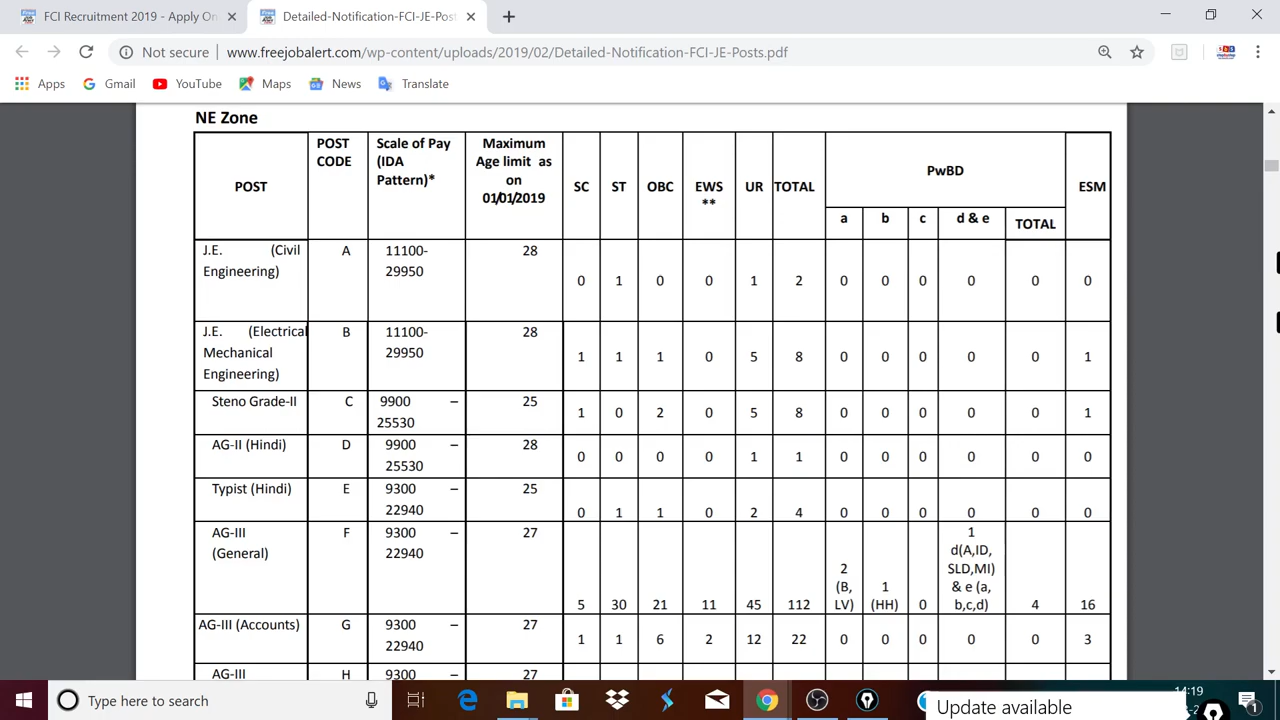 FCI Recruitment 2019 - Apply On
Detailed-Notification-FCI-JE-Post
Not secure www.freejobalert.com/wp-content/uploads/2019/02/Detailed-Notification-FCI-JE-Posts.pdf
Apps Gmail YouTube Maps News Translate
NE Zone
POST POST CODE Scale of Pay (IDA Pattern)* Maximum Age limit as on 01/01/2019 SC ST OBC EWS ** UR TOTAL PwBD ESM
a b c d & e TOTAL
J.E. (Civil Engineering) A 11100-29950 28 0 1 0 0 1 2 0 0 0 0 0 0
J.E. (Electrical Mechanical Engineering) B 11100-29950 28 1 1 1 0 5 8 0 0 0 0 0 1
Steno Grade-II C 9900 – 25530 25 1 0 2 0 5 8 0 0 0 0 0 1
AG-II (Hindi) D 9900 – 25530 28 0 0 0 0 1 1 0 0 0 0 0 0
Typist (Hindi) E 9300 – 22940 25 0 1 1 0 2 4 0 0 0 0 0 0
AG-III (General) F 9300 – 22940 27 5 30 21 11 45 112 2 (B, LV) 1 (HH) 0 1 d(A,ID, SLD,MI) & e (a, b,c,d) 4 16
AG-III (Accounts) G 9300 – 22940 27 1 1 6 2 12 22 0 0 0 0 0 3
AG-III H 9300 – 27
Type here to search
14:19
Update available